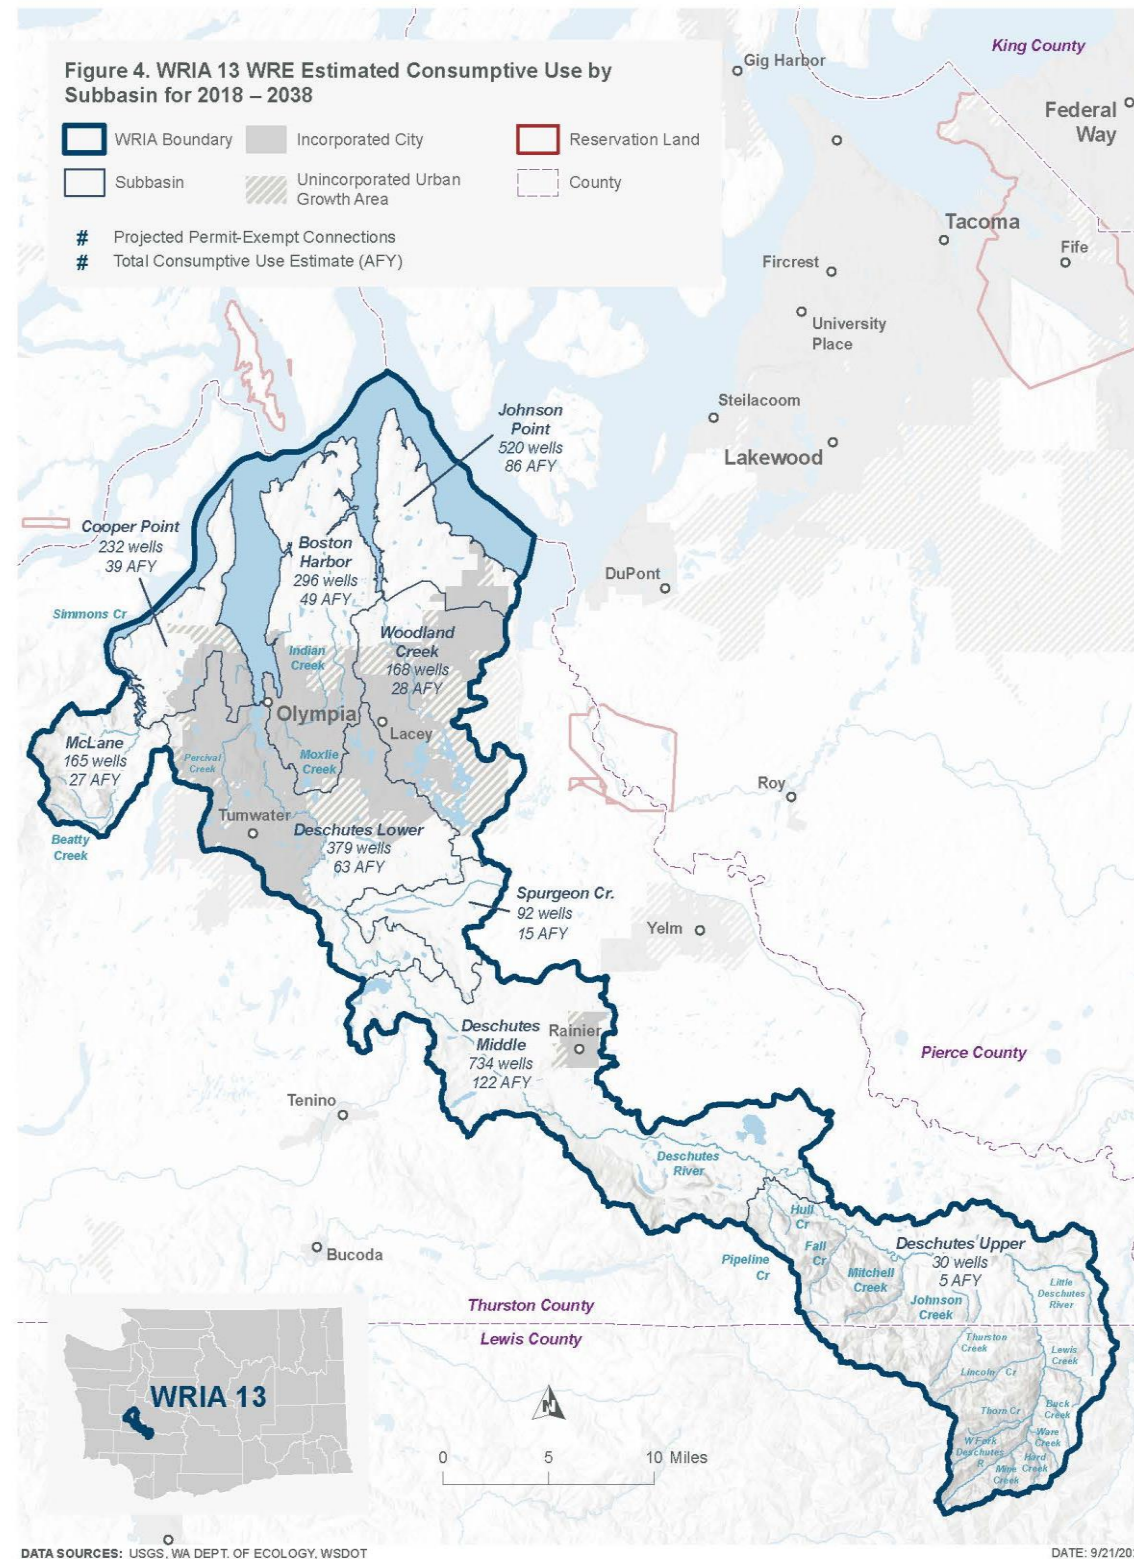 Figure 4. WRIA 13 WRE Estimated Consumptive Use by
Subbasin for 2018 – 2038
WRIA Boundary
Incorporated City
Reservation Land
Subbasin
Unincorporated Urban
Growth Area
County
# Projected Permit-Exempt Connections
# Total Consumptive Use Estimate (AFY)
King County
Gig Harbor
Federal
Way
Tacoma
Fife
Fircrest
University
Place
Steilacoom
Lakewood
Johnson
Point
520 wells
86 AFY
Cooper Point
232 wells
39 AFY
Boston
Harbor
296 wells
49 AFY
DuPont
Simmons Cr
Woodland
Creek
168 wells
28 AFY
Indian
Creek
Olympia
Lacey
McLane
165 wells
27 AFY
Percival
Creek
Moxlie
Creek
Roy
Tumwater
Beatty
Creek
Deschutes Lower
379 wells
63 AFY
Spurgeon Cr.
92 wells
15 AFY
Yelm
Deschutes
Middle
734 wells
122 AFY
Rainier
Pierce County
Tenino
Deschutes
River
Hull
Cr
Fall
Cr
Pipeline
Cr
Mitchell
Creek
Deschutes Upper
30 wells
5 AFY
Johnson
Creek
Little
Deschutes
River
Bucoda
Thurston County
Lewis County
Thurston
Creek
Lewis
Creek
Lincoln Cr
Thorn Cr
Buck
Creek
Ware
Creek
W Fork
Deschutes
R
Hard
Creek
Mine
Creek
WRIA 13
N
0 5 10 Miles
DATA SOURCES: USGS, WA DEPT. OF ECOLOGY, WSDOT
DATE: 9/21/201